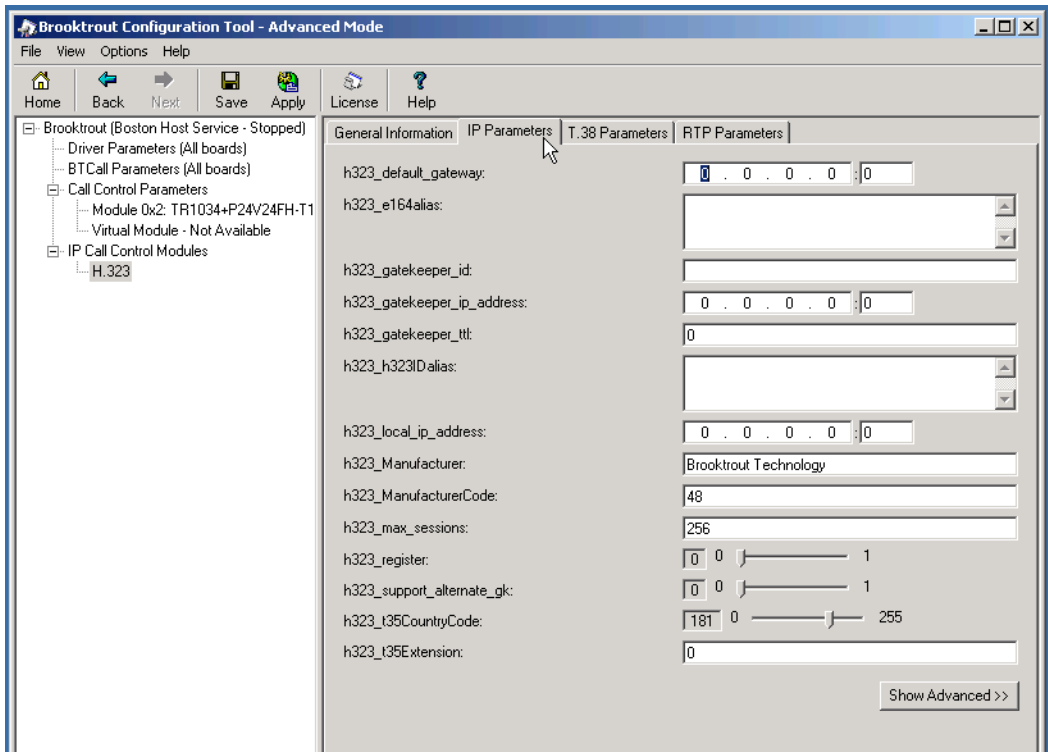 Brooktrout Configuration Tool - Advanced Mode
File View Options Help
Home Back Next Save Apply License Help
Brooktrout (Boston Host Service - Stopped)
Driver Parameters (All boards)
BTCall Parameters (All boards)
Call Control Parameters
Module 0x2: TR1034+P24V24FH-T1
Virtual Module - Not Available
IP Call Control Modules
H.323
General Information IP Parameters T.38 Parameters RTP Parameters
h323_default_gateway: 0 . 0 . 0 . 0 : 0
h323_e164alias:
h323_gatekeeper_id:
h323_gatekeeper_ip_address: 0 . 0 . 0 . 0 : 0
h323_gatekeeper_ttl: 0
h323_h323IDalias:
h323_local_ip_address: 0 . 0 . 0 . 0 : 0
h323_Manufacturer: Brooktrout Technology
h323_ManufacturerCode: 48
h323_max_sessions: 256
h323_register: 0 0 1
h323_support_alternate_gk: 0 0 1
h323_t35CountryCode: 181 0 255
h323_t35Extension: 0
Show Advanced >>